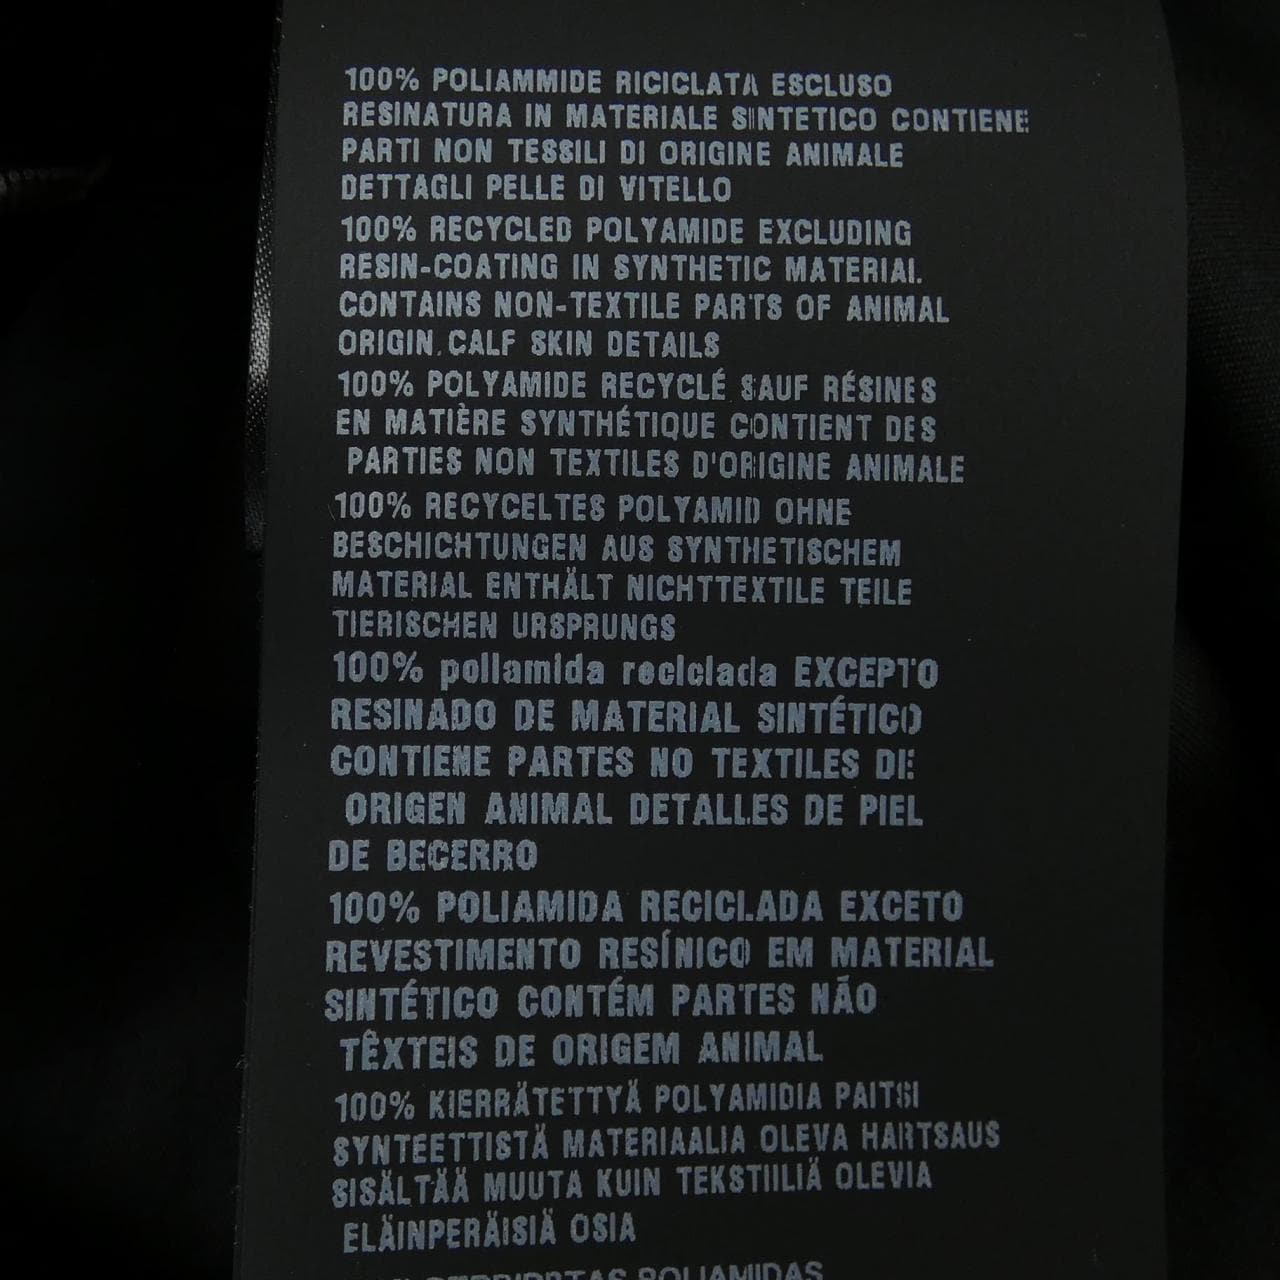 100% POLIAMMIDE RICICLATA ESCLUSO
RESINATURA IN MATERIALE SINTETICO CONTIENE
PARTI NON TESSILI DI ORIGINE ANIMALE
DETTAGLI PELLE DI VITELLO
100% RECYCLED POLYAMIDE EXCLUDING
RESIN-COATING IN SYNTHETIC MATERIAL.
CONTAINS NON-TEXTILE PARTS OF ANIMAL
ORIGIN.CALF SKIN DETAILS
100% POLYAMIDE RECYCLÉ SAUF RÉSINES
EN MATIÈRE SYNTHÉTIQUE CONTIENT DES
PARTIES NON TEXTILES D'ORIGINE ANIMALE
100% RECYCELTES POLYAMID OHNE
BESCHICHTUNGEN AUS SYNTHETISCHEM
MATERIAL ENTHÄLT NICHTTEXTILE TEILE
TIERISCHEN URSPRUNGS
100% poliamida reciclada EXCEPTO
RESINADO DE MATERIAL SINTÉTICO
CONTIENE PARTES NO TEXTILES DE
ORIGEN ANIMAL DETALLES DE PIEL
DE BECERRO
100% POLIAMIDA RECICLADA EXCETO
REVESTIMENTO RESÍNICO EM MATERIAL
SINTÉTICO CONTÉM PARTES NÃO
TÊXTEIS DE ORIGEM ANIMAL
100% KIERRÄTETTYÄ POLYAMIDIA PAITSI
SYNTEETTISTÄ MATERIAALIA OLEVA HARTSAUS
SISÄLTÄÄ MUUTA KUIN TEKSTIILIÄ OLEVIA
ELÄINPERÄISIÄ OSIA
POLIAMIDAS